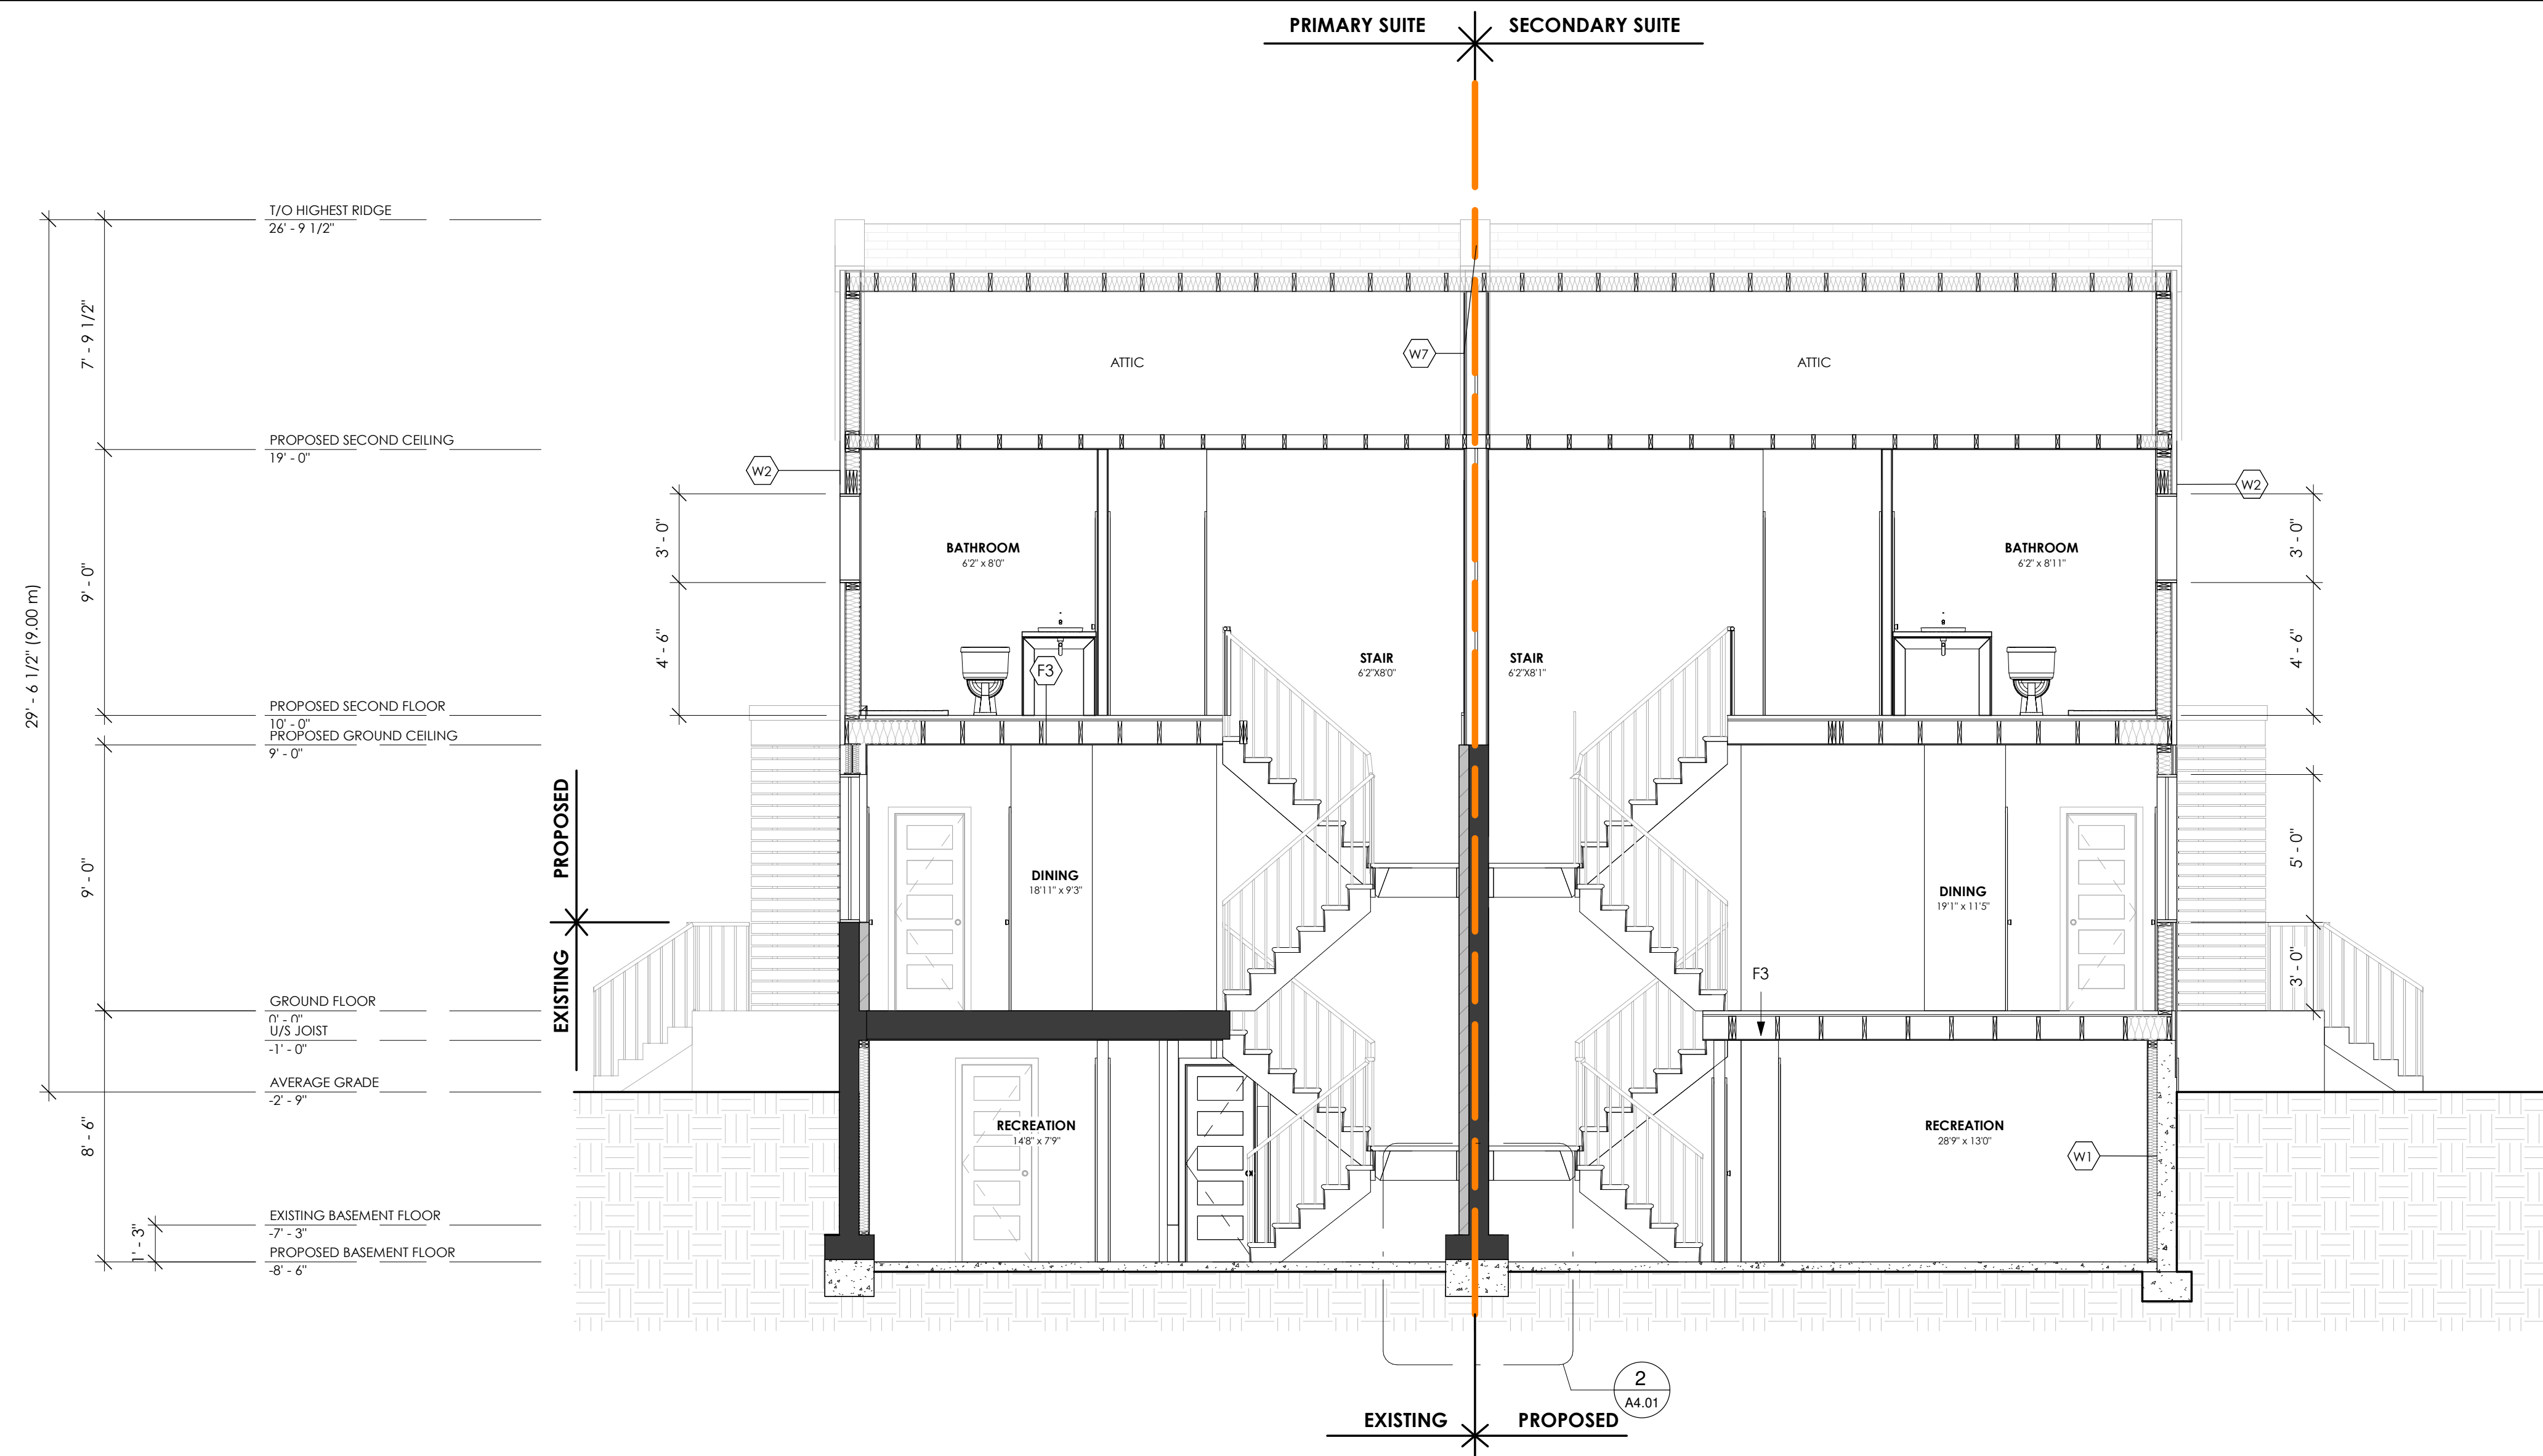 PRIMARY SUITE
SECONDARY SUITE
T/O HIGHEST RIDGE
26' - 9 1/2"
7' - 9 1/2"
ATTIC
W7
ATTIC
PROPOSED SECOND CEILING
19' - 0"
W2
W2
3' - 0"
3' - 0"
BATHROOM
6'2" x 8'0"
BATHROOM
6'2" x 8'11"
9' - 0"
29' - 6 1/2" (9.00 m)
4' - 6"
4' - 6"
F3
STAIR
6'2"X8'0"
STAIR
6'2"X8'1"
PROPOSED SECOND FLOOR
10' - 0"
PROPOSED GROUND CEILING
9' - 0"
PROPOSED
EXISTING
9' - 0"
DINING
18'11" x 9'3"
DINING
19'1" x 11'5"
5' - 0"
3' - 0"
F3
GROUND FLOOR
0' - 0"
U/S JOIST
-1' - 0"
AVERAGE GRADE
-2' - 9"
8' - 6"
RECREATION
14'8" x 7'9"
RECREATION
28'9" x 13'0"
W1
EXISTING BASEMENT FLOOR
-7' - 3"
1' - 3"
PROPOSED BASEMENT FLOOR
-8' - 6"
2
A4.01
EXISTING
PROPOSED